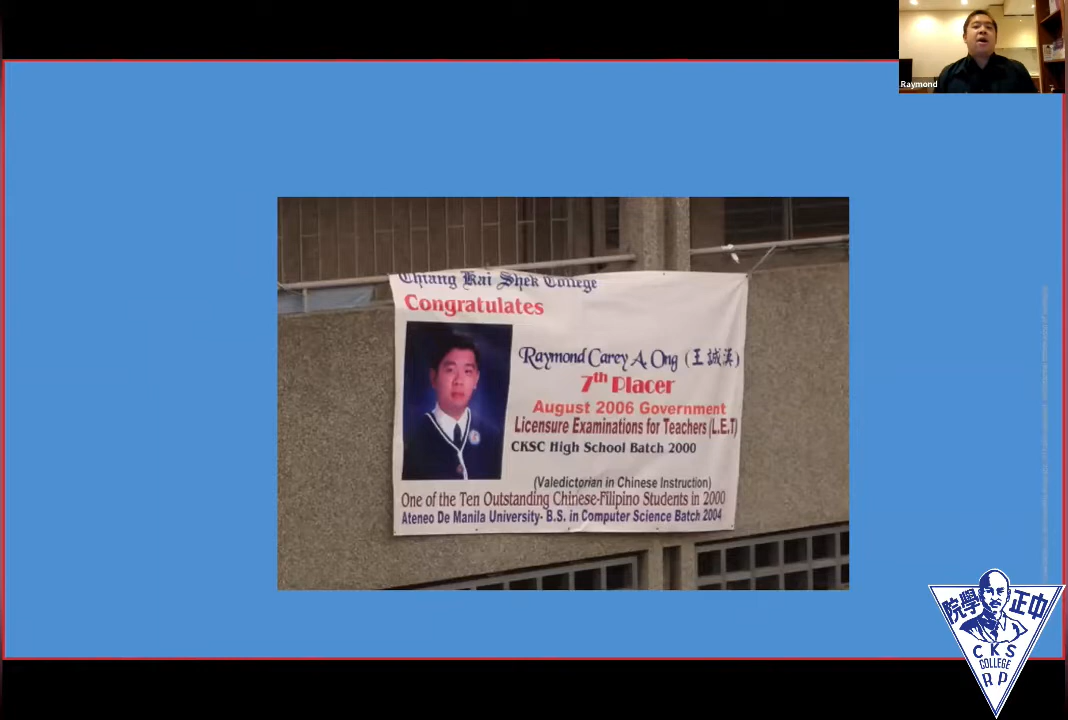 Raymond
Chiang Kai Shek College
Congratulates
Raymond Carey A. Ong (王誠漢)
7th Placer
August 2006 Government
Licensure Examinations for Teachers (L.E.T)
CKSC High School Batch 2000
(Valedictorian in Chinese Instruction)
One of the Ten Outstanding Chinese-Filipino Students in 2000
Ateneo De Manila University- B.S. in Computer Science Batch 2004
院學 正中
CKS
COLLEGE
RP